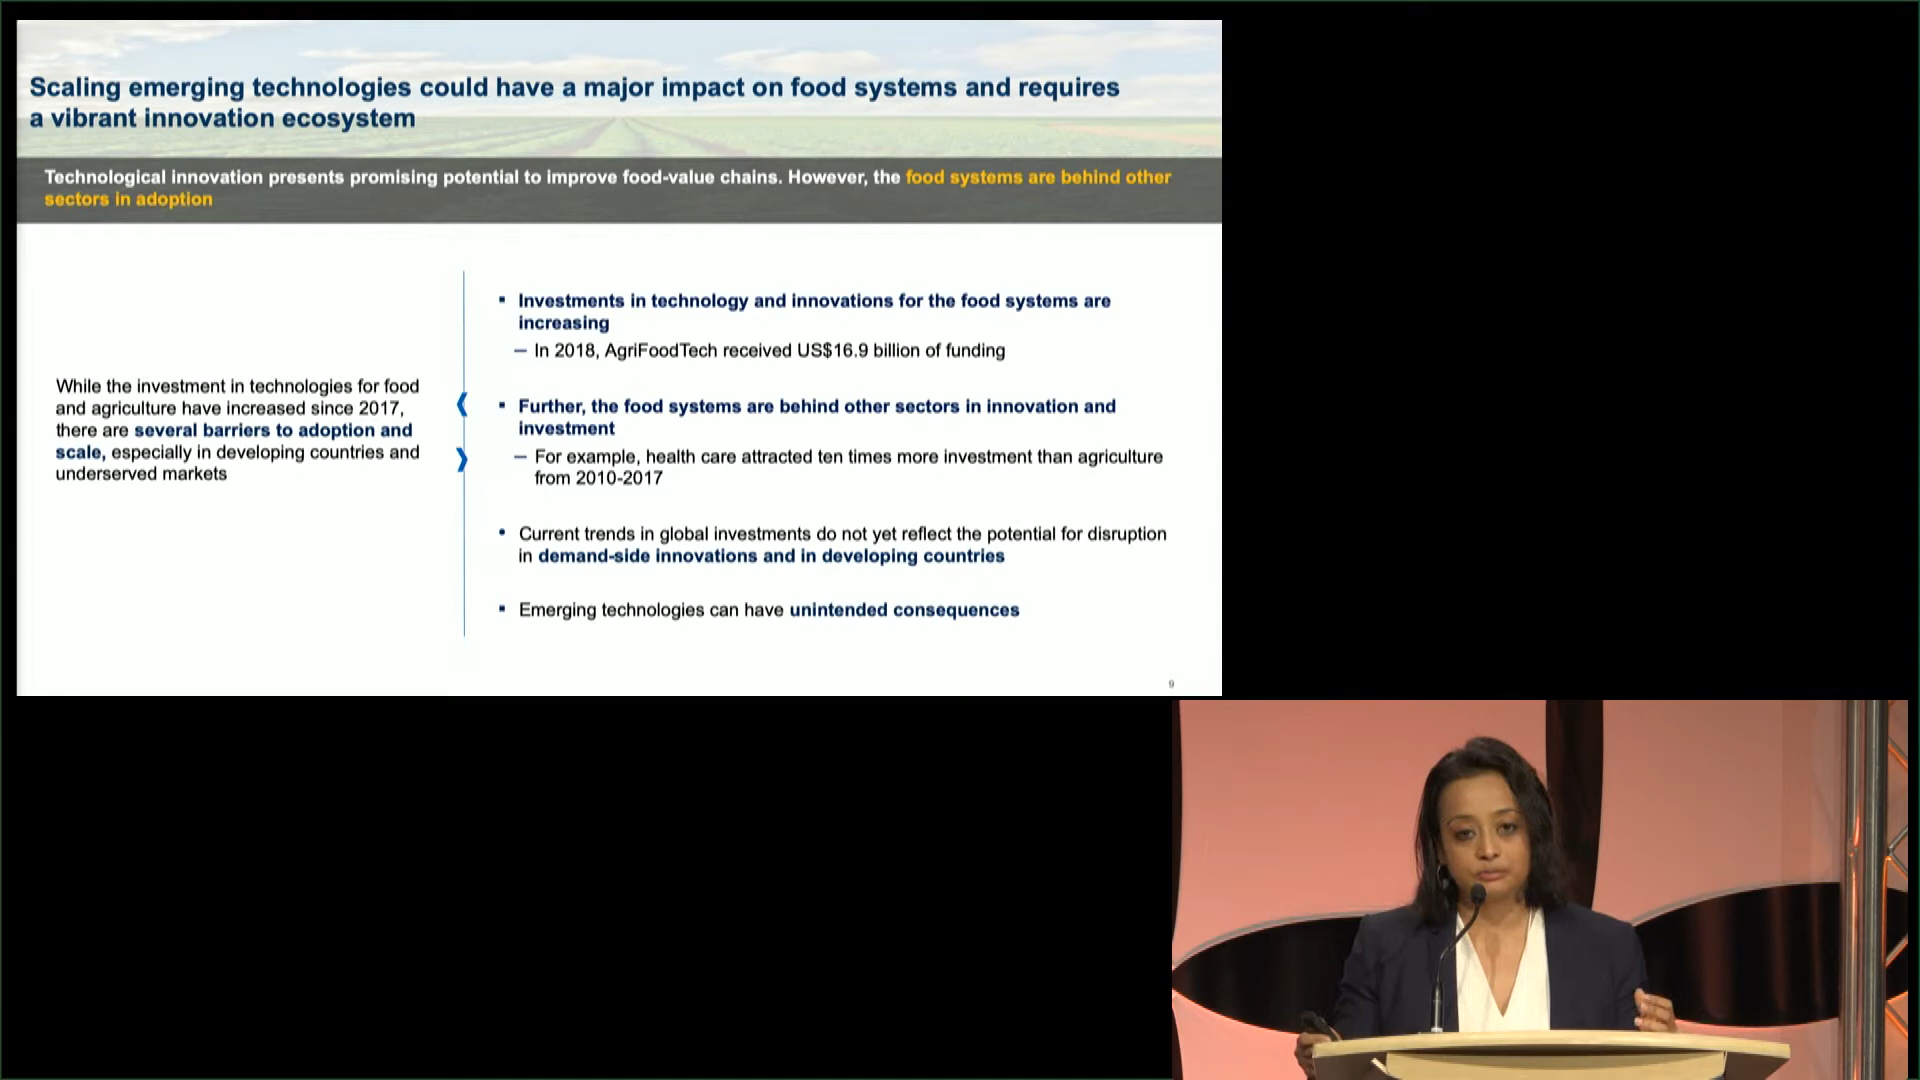 Scaling emerging technologies could have a major impact on food systems and requires
a vibrant innovation ecosystem
Technological innovation presents promising potential to improve food-value chains. However, the food systems are behind other
sectors in adoption
While the investment in technologies for food
and agriculture have increased since 2017,
there are several barriers to adoption and
scale, especially in developing countries and
underserved markets
▪ Investments in technology and innovations for the food systems are
increasing
– In 2018, AgriFoodTech received US$16.9 billion of funding
▪ Further, the food systems are behind other sectors in innovation and
investment
– For example, health care attracted ten times more investment than agriculture
from 2010-2017
• Current trends in global investments do not yet reflect the potential for disruption
in demand-side innovations and in developing countries
▪ Emerging technologies can have unintended consequences
9